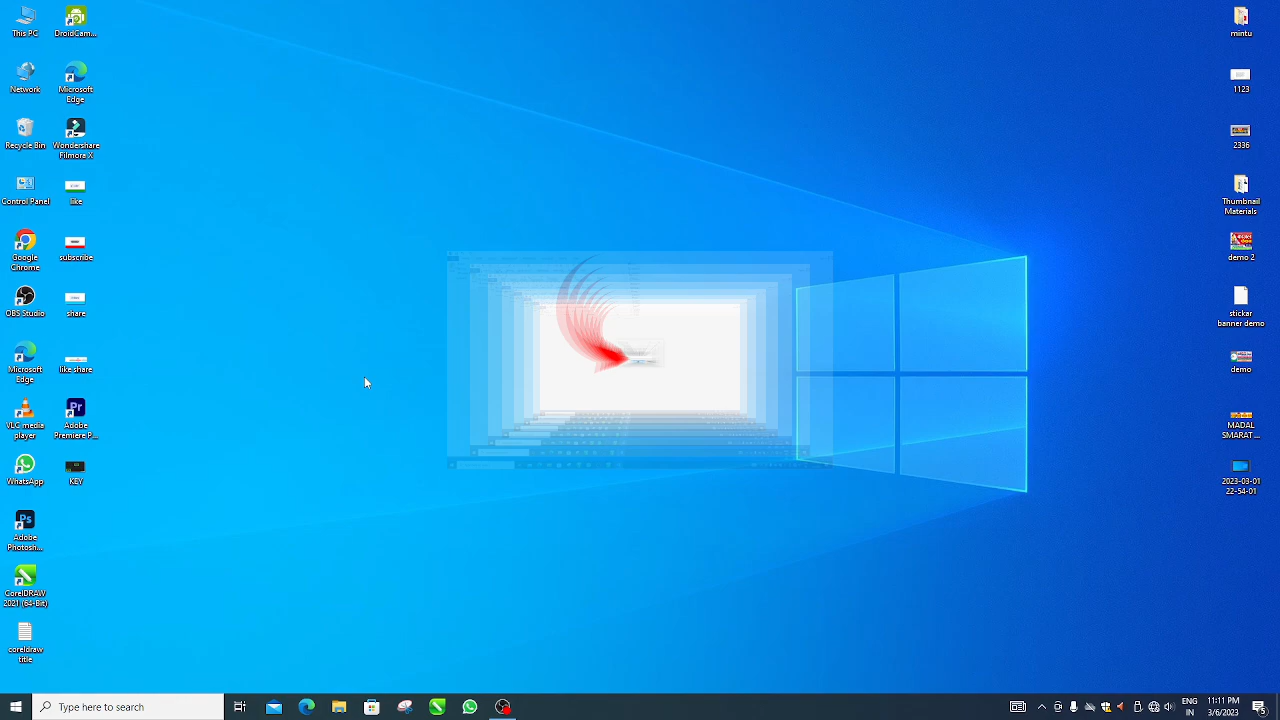 This PC
DroidCam...
Network
Microsoft
Edge
Recycle Bin
Wondershare
Filmora X
Control Panel
like
Google
Chrome
subscribe
OBS Studio
share
Microsoft
Edge
like share
VLC media
player
Adobe
Premiere P...
WhatsApp
KEY
Adobe
Photosh...
CorelDRAW
2021 (64-Bit)
coreldraw
title
mintu
1123
2336
Thumbnail
Materials
demo 2
stickar
banner demo
demo
MADAL
SMARAT ...
2023-03-01
22-54-01
Type here to search
ENG
IN
11:11 PM
3/6/2023